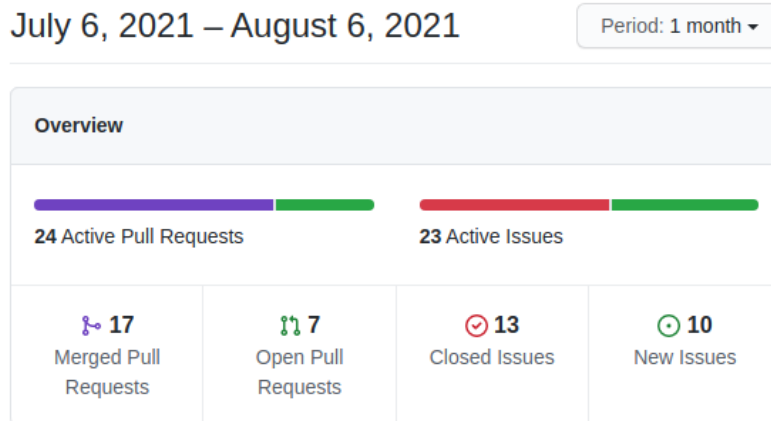 July 6, 2021 – August 6, 2021
Period: 1 month
Overview
24 Active Pull Requests
23 Active Issues
17
Merged Pull
Requests
7
Open Pull
Requests
13
Closed Issues
10
New Issues